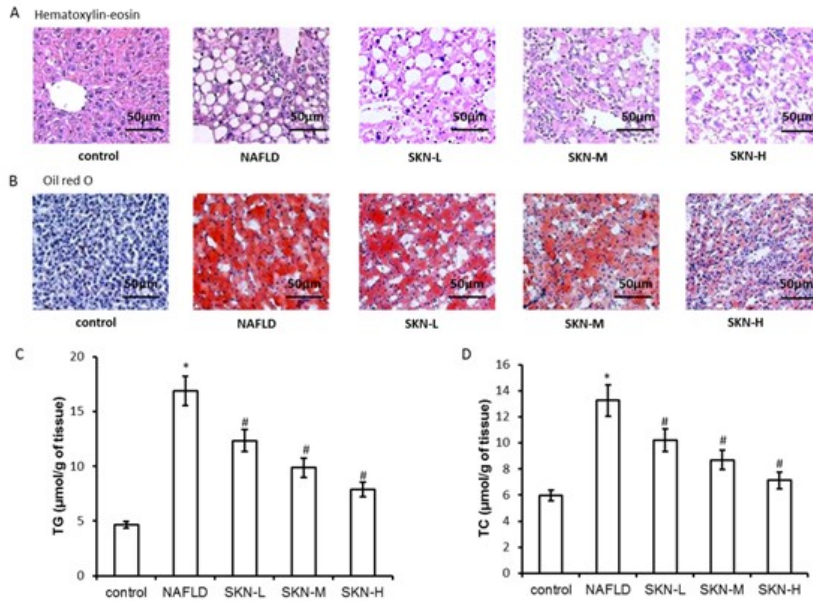 A Hematoxylin-eosin
50μm 50μm 50μm 50μm 50μm
control NAFLD SKN-L SKN-M SKN-H
B Oil red O
50μm 50μm 50μm 50μm 50μm
control NAFLD SKN-L SKN-M SKN-H
C
TG (μmol/g of tissue)
20
15
10
5
0
*
#
#
#
control NAFLD SKN-L SKN-M SKN-H
D
TC (μmol/g of tissue)
16
14
12
10
8
6
4
2
0
*
#
#
#
control NAFLD SKN-L SKN-M SKN-H